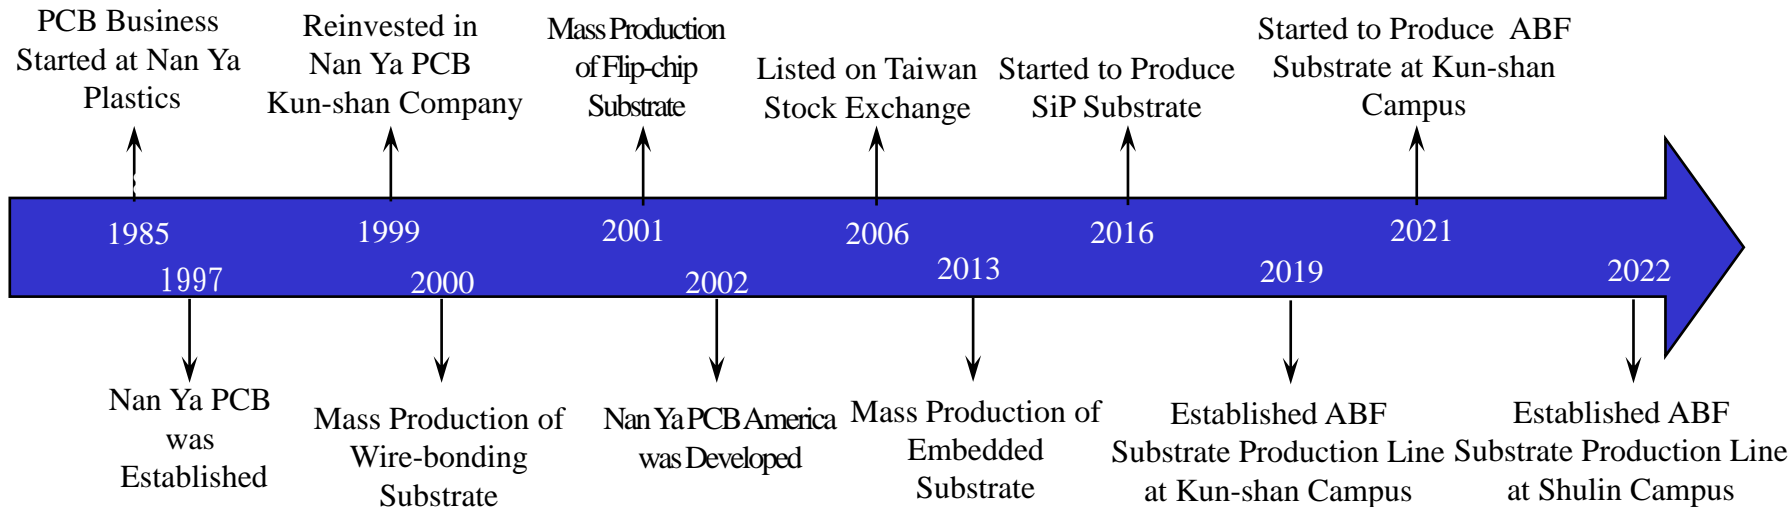 PCB Business
Started at Nan Ya
Plastics
Reinvested in
Nan Ya PCB
Kun-shan Company
Mass Production
of Flip-chip
Substrate
Listed on Taiwan
Stock Exchange
Started to Produce
SiP Substrate
Started to Produce ABF
Substrate at Kun-shan
Campus
1985
1999
2001
2006
2016
2021
1997
2000
2002
2013
2019
2022
Nan Ya PCB
was
Established
Mass Production of
Wire-bonding
Substrate
Nan Ya PCB America
was Developed
Mass Production of
Embedded
Substrate
Established ABF
Substrate Production Line
at Kun-shan Campus
Established ABF
Substrate Production Line
at Shulin Campus